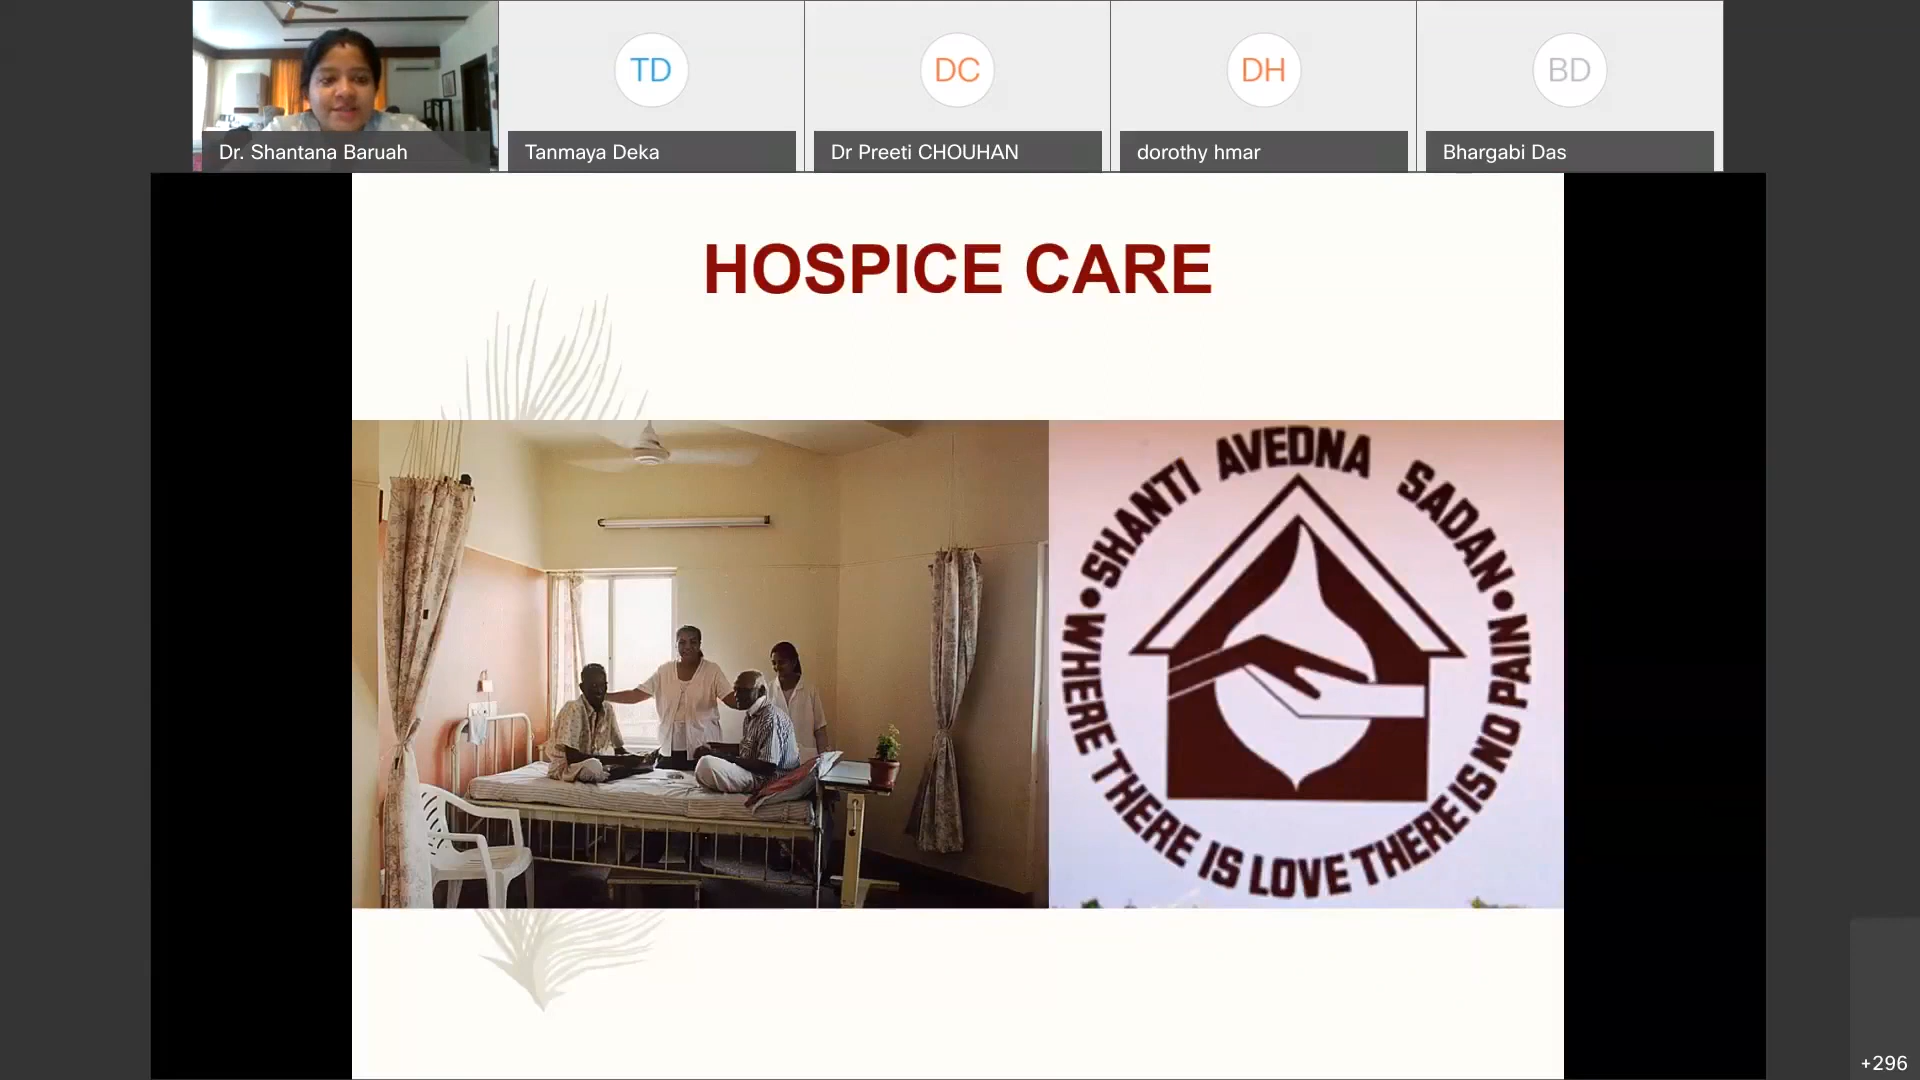 TD
DC
DH
BD
Dr. Shantana Baruah
Tanmaya Deka
Dr Preeti CHOUHAN
dorothy hmar
Bhargabi Das
HOSPICE CARE
• SHANTI AVEDNA SADAN •
WHERE THERE IS LOVE THERE IS NO PAIN
+296